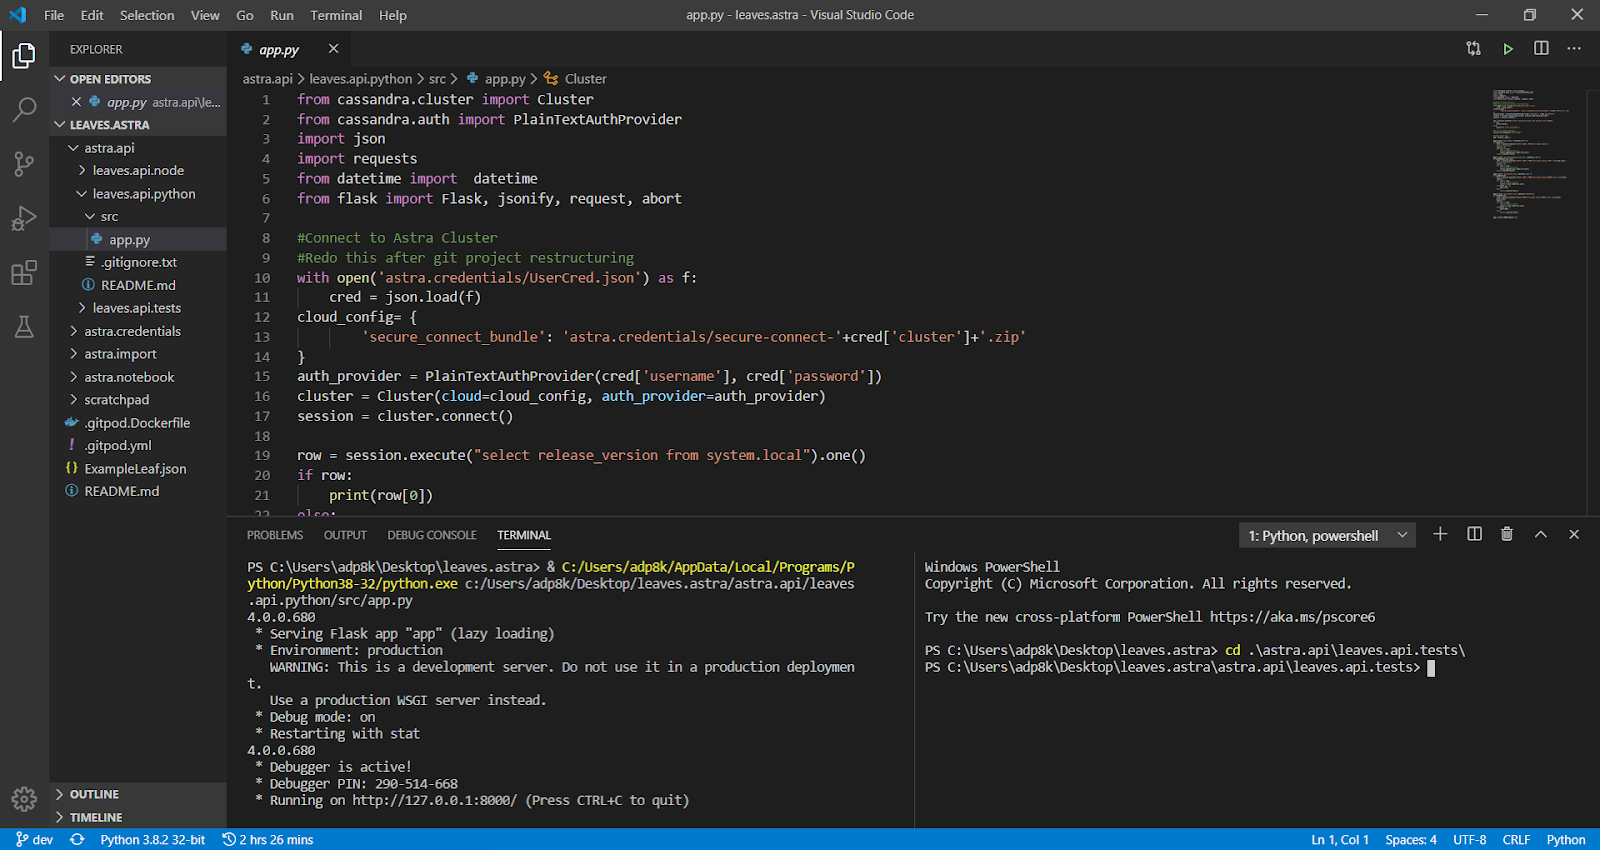 File Edit Selection View Go Run Terminal Help
app.py - leaves.astra - Visual Studio Code
EXPLORER
OPEN EDITORS
app.py astra.api\le...
LEAVES.ASTRA
astra.api
leaves.api.node
leaves.api.python
src
app.py
.gitignore.txt
README.md
leaves.api.tests
astra.credentials
astra.import
astra.notebook
scratchpad
.gitpod.Dockerfile
.gitpod.yml
ExampleLeaf.json
README.md
OUTLINE
TIMELINE
app.py
astra.api > leaves.api.python > src > app.py > Cluster
1 from cassandra.cluster import Cluster
2 from cassandra.auth import PlainTextAuthProvider
3 import json
4 import requests
5 from datetime import  datetime
6 from flask import Flask, jsonify, request, abort
7
8 #Connect to Astra Cluster
9 #Redo this after git project restructuring
10 with open('astra.credentials/UserCred.json') as f:
11     cred = json.load(f)
12 cloud_config= {
13         'secure_connect_bundle': 'astra.credentials/secure-connect-'+cred['cluster']+'.zip'
14 }
15 auth_provider = PlainTextAuthProvider(cred['username'], cred['password'])
16 cluster = Cluster(cloud=cloud_config, auth_provider=auth_provider)
17 session = cluster.connect()
18
19 row = session.execute("select release_version from system.local").one()
20 if row:
21     print(row[0])
22 else:
PROBLEMS OUTPUT DEBUG CONSOLE TERMINAL
1: Python, powershell
PS C:\Users\adp8k\Desktop\leaves.astra> & C:/Users/adp8k/AppData/Local/Programs/P
ython/Python38-32/python.exe c:/Users/adp8k/Desktop/leaves.astra/astra.api/leaves
.api.python/src/app.py
4.0.0.680
 * Serving Flask app "app" (lazy loading)
 * Environment: production
   WARNING: This is a development server. Do not use it in a production deploymen
t.
   Use a production WSGI server instead.
 * Debug mode: on
 * Restarting with stat
4.0.0.680
 * Debugger is active!
 * Debugger PIN: 290-514-668
 * Running on http://127.0.0.1:8000/ (Press CTRL+C to quit)
Windows PowerShell
Copyright (C) Microsoft Corporation. All rights reserved.
Try the new cross-platform PowerShell https://aka.ms/pscore6
PS C:\Users\adp8k\Desktop\leaves.astra> cd .\astra.api\leaves.api.tests\
PS C:\Users\adp8k\Desktop\leaves.astra\astra.api\leaves.api.tests>
dev Python 3.8.2 32-bit 2 hrs 26 mins Ln 1, Col 1 Spaces: 4 UTF-8 CRLF Python